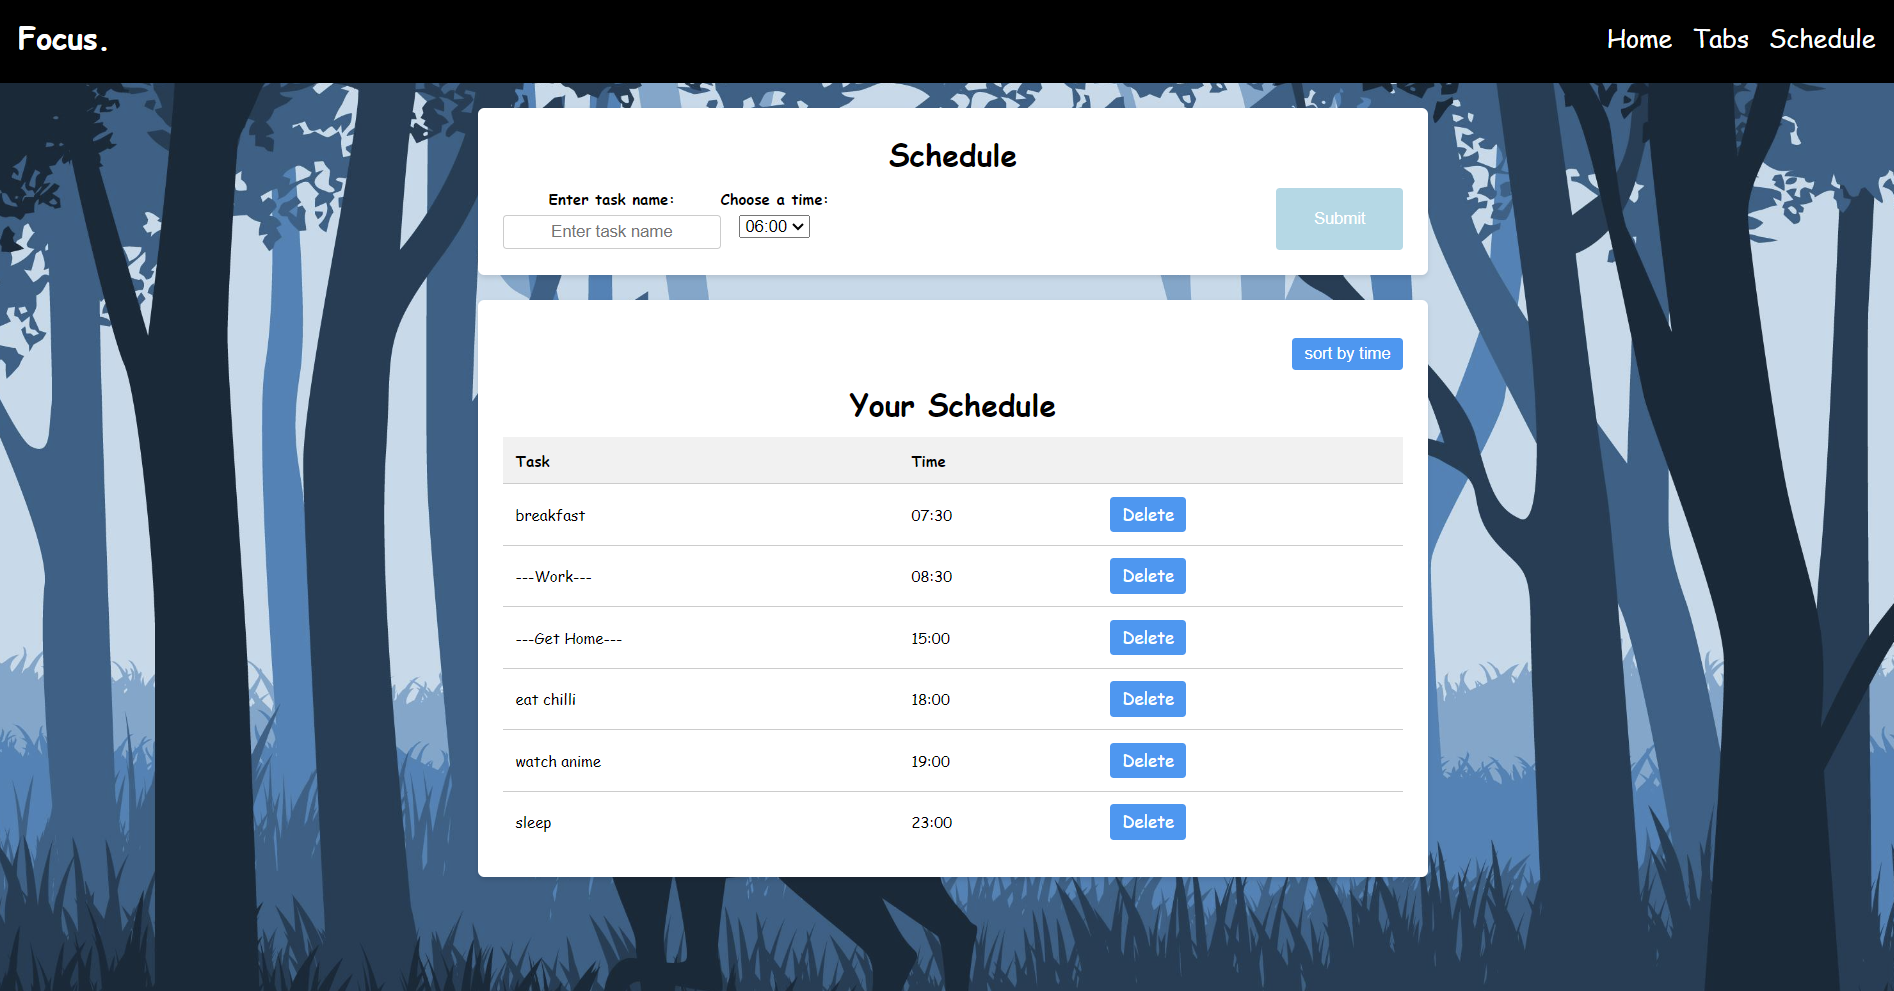 Focus.
Home Tabs Schedule
Schedule
Enter task name: Choose a time:
Enter task name 06:00 Submit
sort by time
Your Schedule
Task Time
breakfast 07:30 Delete
---Work--- 08:30 Delete
---Get Home--- 15:00 Delete
eat chilli 18:00 Delete
watch anime 19:00 Delete
sleep 23:00 Delete